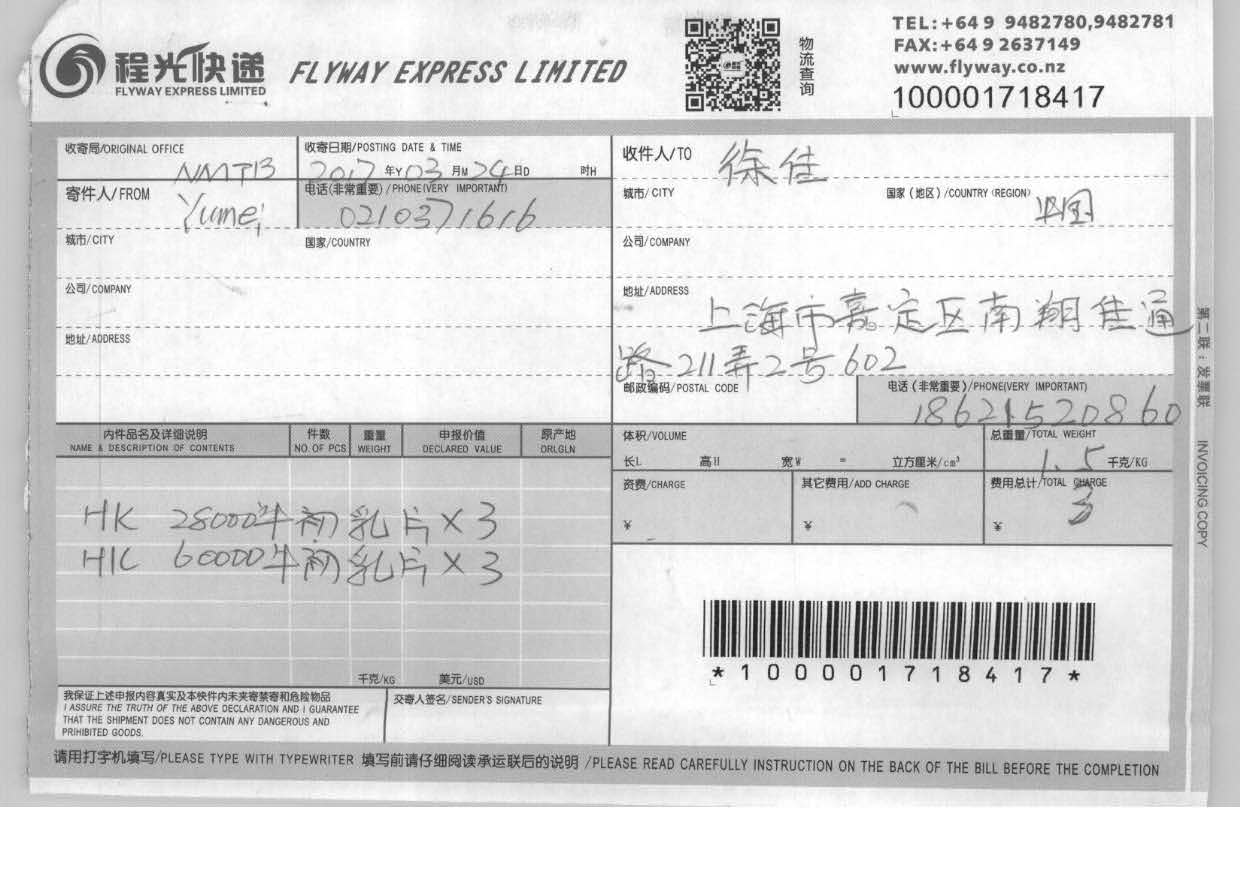 程光快递
FLYWAY EXPRESS LIMITED
FLYWAY EXPRESS LIMITED
物流查询
TEL:+64 9 9482780,9482781
FAX:+64 9 2637149
www.flyway.co.nz
100001718417
收寄局/ORIGINAL OFFICE
NMT13
收寄日期/POSTING DATE & TIME
2017 年Y 03 月M 24 日D 时H
寄件人/FROM
Yumei
电话(非常重要)/PHONE(VERY IMPORTANT)
0210371616
城市/CITY
国家/COUNTRY
公司/COMPANY
地址/ADDRESS
收件人/TO 徐佳
城市/CITY
国家(地区)/COUNTRY(REGION)
公司/COMPANY
地址/ADDRESS
上海市嘉定区南翔佳通
路211弄2号602
邮政编码/POSTAL CODE
电话(非常重要)/PHONE(VERY IMPORTANT)
18621520860
内件品名及详细说明
NAME & DESCRIPTION OF CONTENTS
件数
NO. OF PCS
重量
WEIGHT
申报价值
DECLARED VALUE
原产地
ORLGLN
HK 28000牛初乳片×3
HK 60000牛初乳片×3
千克/KG
美元/USD
体积/VOLUME
长L 高H 宽W = 立方厘米/cm³
总重量/TOTAL WEIGHT
1.5 千克/KG
资费/CHARGE
¥
其它费用/ADD CHARGE
¥
费用总计/TOTAL CHARGE
3
¥
*100001718417*
我保证上述申报内容真实及本快件内未来寄禁寄和危险物品
I ASSURE THE TRUTH OF THE ABOVE DECLARATION AND I GUARANTEE
THAT THE SHIPMENT DOES NOT CONTAIN ANY DANGEROUS AND
PRIHIBITED GOODS.
交寄人签名/SENDER'S SIGNATURE
请用打字机填写/PLEASE TYPE WITH TYPEWRITER 填写前请仔细阅读承运联后的说明 /PLEASE READ CAREFULLY INSTRUCTION ON THE BACK OF THE BILL BEFORE THE COMPLETION
第二联：发票联 INVOICING COPY